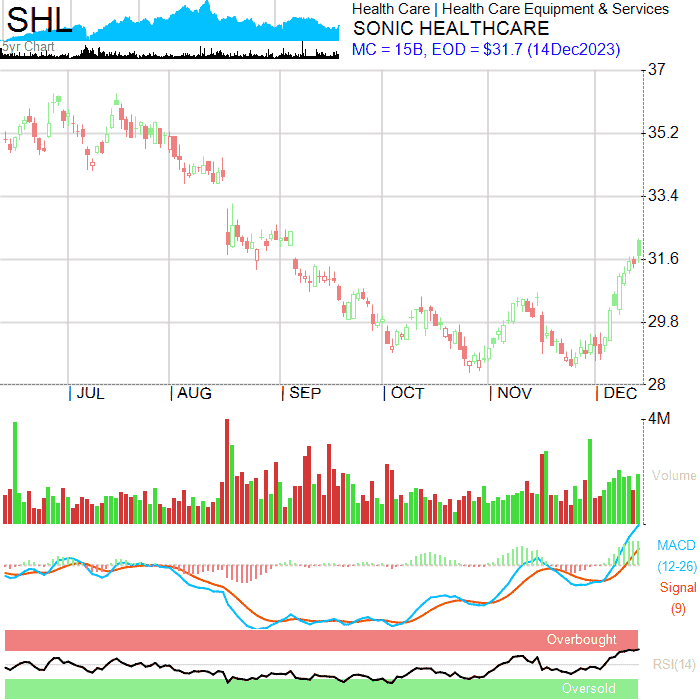 SHL
5yr Chart
Health Care | Health Care Equipment & Services
SONIC HEALTHCARE
MC = 15B, EOD = $31.7 (14Dec2023)
37
35.2
33.4
31.6
29.8
28
JUL AUG SEP OCT NOV DEC
4M
Volume
MACD
(12-26)
Signal
(9)
Overbought
RSI(14)
Oversold